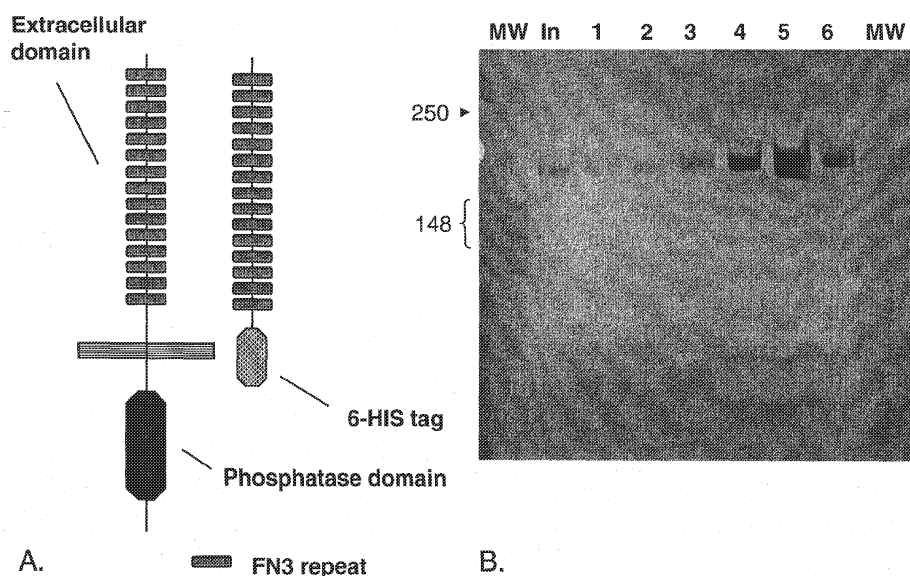 Extracellular
domain
6-HIS tag
Phosphatase domain
A.
FN3 repeat
MW In 1 2 3 4 5 6 MW
250
148
B.